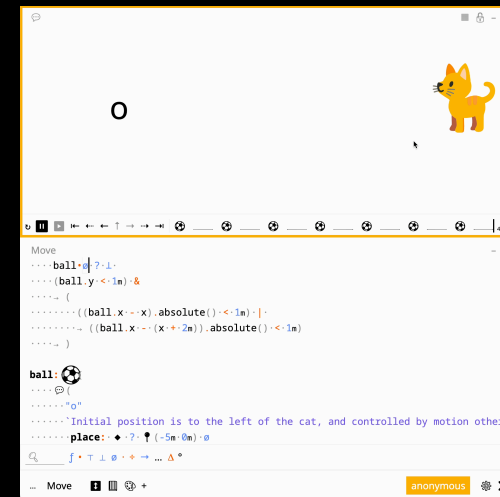 o
Move
····ball•ø·?·⊥·
····(ball.y·<·1m)·&
····→ (
········((ball.x·-·x).absolute()·<·1m)·|·
········→ ((ball.x·-·(x·+·2m)).absolute()·<·1m)
····→ )
ball: ⚽
····💬(
······"o"
······`Initial position is to the left of the cat, and controlled by motion othe
······place:·◆·?·📍(-5m·0m)·ø
ƒ • ⊤ ⊥ ø · ÷ → … Δ °
… Move + anonymous